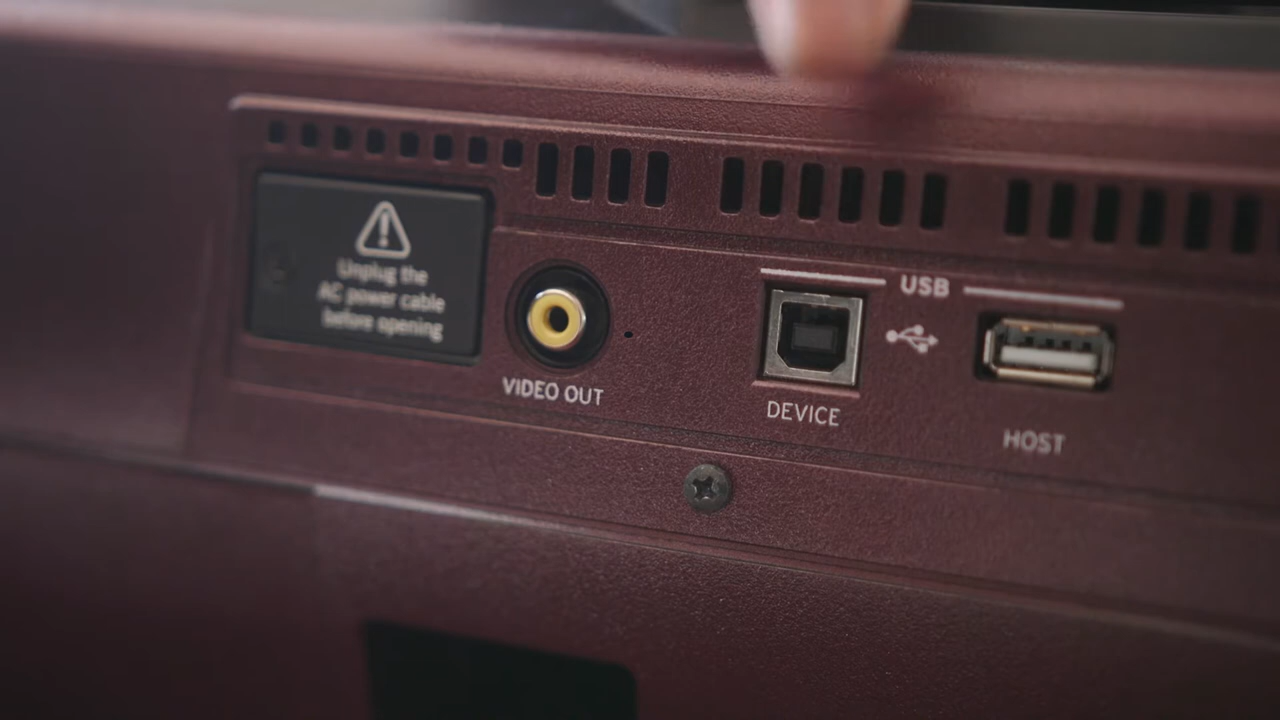 Unplug the
AC power cable
before opening
VIDEO OUT
USB
DEVICE
HOST